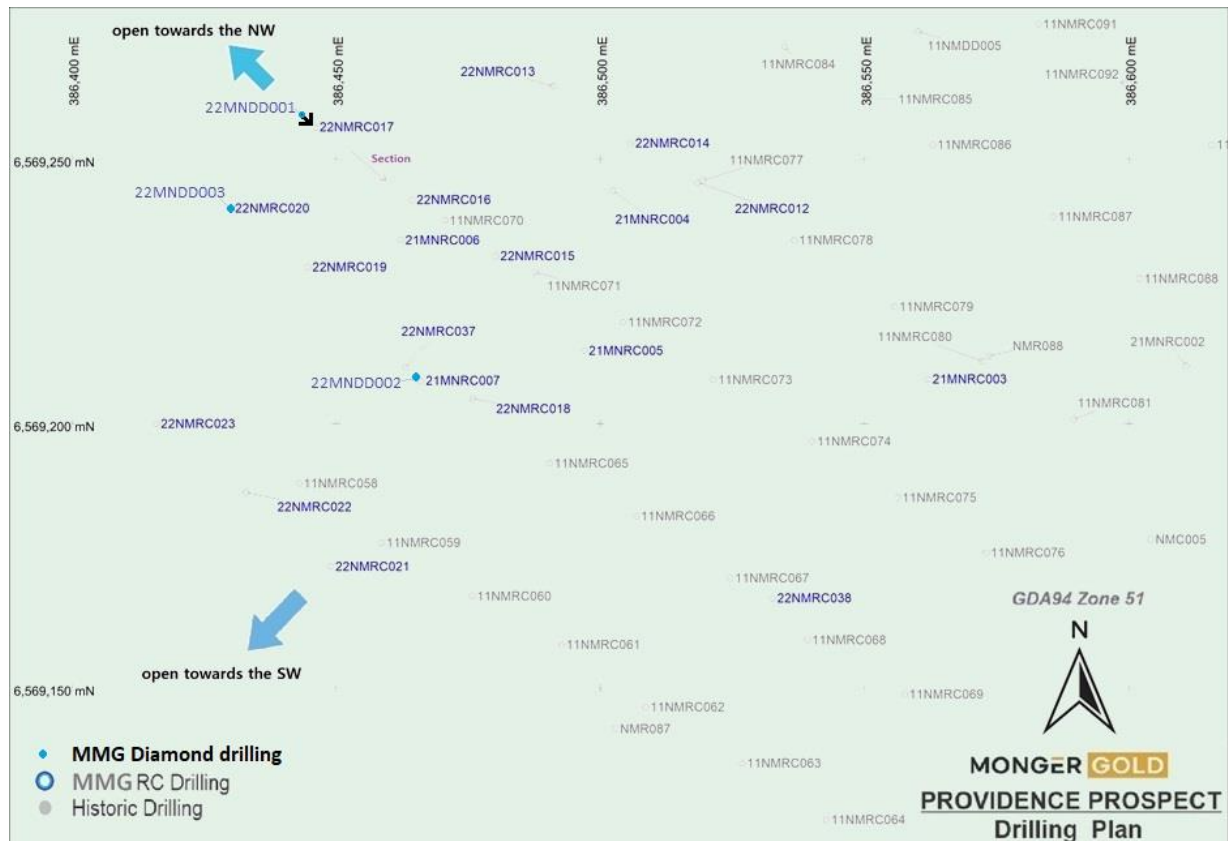 open towards the NW
386,400 mE
386,450 mE
386,500 mE
386,550 mE
386,600 mE
11NMRC091
11NMDD005
11NMRC084
22NMRC013
11NMRC092
22MNDD001
11NMRC085
22NMRC017
6,569,250 mN
Section
22NMRC014
11NMRC077
11NMRC086
11
22MNDD003
22NMRC020
22NMRC016
11NMRC070
21MNRC004
22NMRC012
11NMRC087
21MNRC006
11NMRC078
22NMRC015
22NMRC019
11NMRC071
11NMRC088
11NMRC079
11NMRC072
22NMRC037
11NMRC080
NMR088
21MNRC002
21MNRC005
22MNDD002
21MNRC007
11NMRC073
21MNRC003
22NMRC018
11NMRC081
6,569,200 mN
22NMRC023
11NMRC074
11NMRC065
11NMRC058
22NMRC022
11NMRC075
11NMRC066
11NMRC059
NMC005
11NMRC076
22NMRC021
11NMRC067
11NMRC060
22NMRC038
GDA94 Zone 51
N
11NMRC061
11NMRC068
open towards the SW
6,569,150 mN
11NMRC069
11NMRC062
NMR087
11NMRC063
11NMRC064
MMG Diamond drilling
MMG RC Drilling
Historic Drilling
MONGER GOLD
PROVIDENCE PROSPECT
Drilling Plan